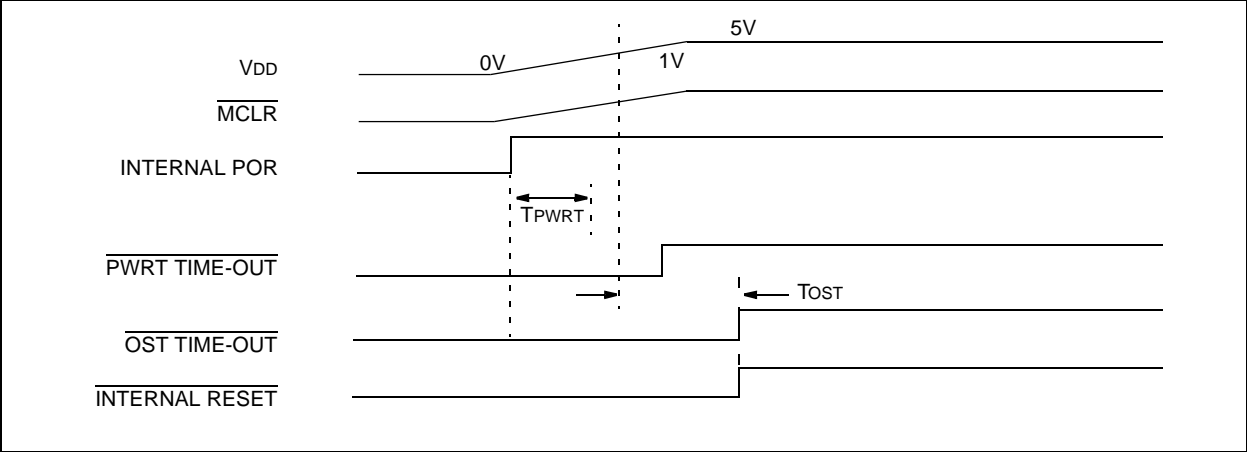 5V
0V
1V
VDD
MCLR
INTERNAL POR
TPWRT
PWRT TIME-OUT
TOST
OST TIME-OUT
INTERNAL RESET